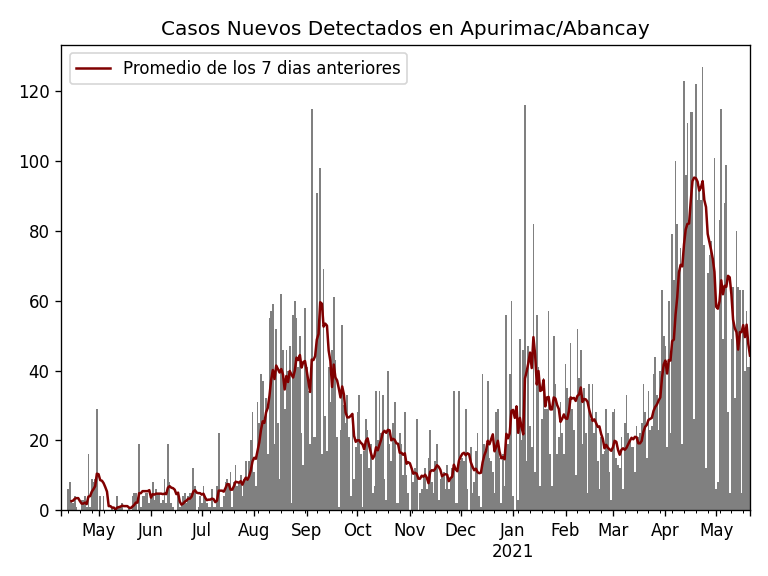 Casos Nuevos Detectados en Apurimac/Abancay
Promedio de los 7 dias anteriores
120
100
80
60
40
20
0
May Jun Jul Aug Sep Oct Nov Dec Jan Feb Mar Apr May
2021